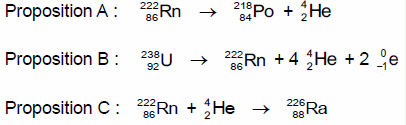 Proposition A : ²²²₈₆Rn → ²¹⁸₈₄Po + ⁴₂He
Proposition B : ²³⁸₉₂U → ²²²₈₆Rn + 4 ⁴₂He + 2 ⁰₋₁e
Proposition C : ²²²₈₆Rn + ⁴₂He → ²²⁶₈₈Ra